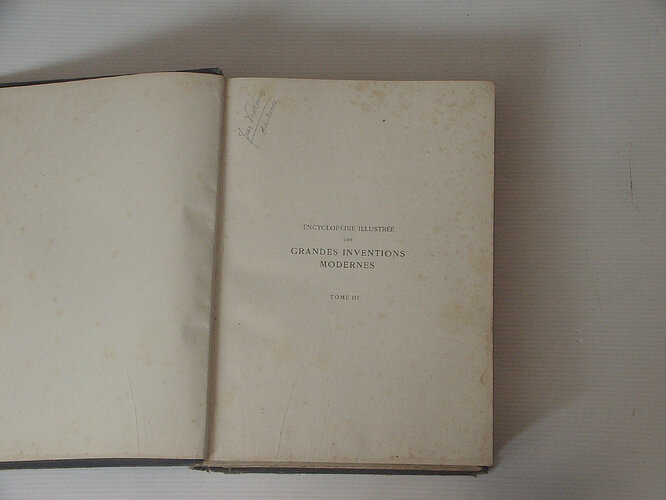 ENCYCLOPÉDIE ILLUSTRÉE
DES
GRANDES INVENTIONS
MODERNES
TOME III